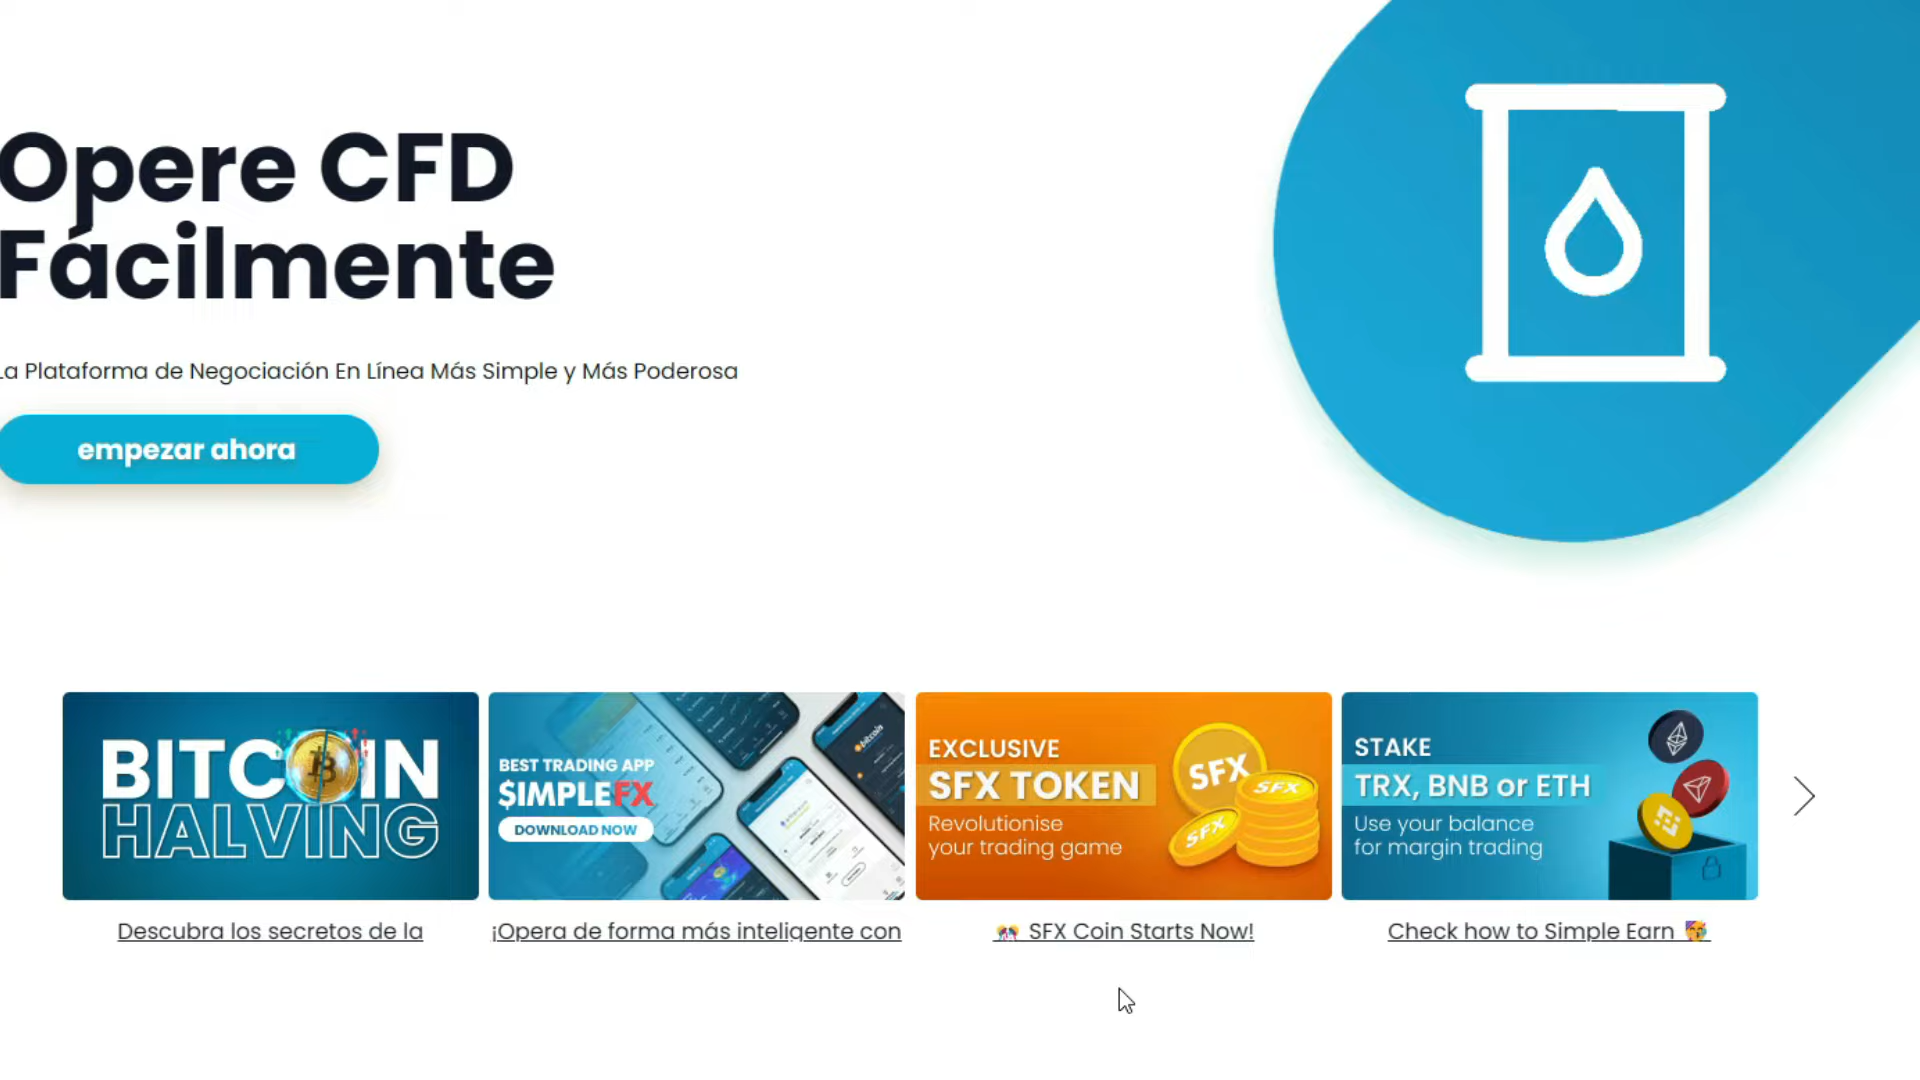 Opere CFD
Fácilmente
La Plataforma de Negociación En Línea Más Simple y Más Poderosa
empezar ahora
BITCOIN
HALVING
BEST TRADING APP
$IMPLEFX
DOWNLOAD NOW
EXCLUSIVE
SFX TOKEN
Revolutionise
your trading game
SFX
SFX
SFX
STAKE
TRX, BNB or ETH
Use your balance
for margin trading
Descubra los secretos de la
¡Opera de forma más inteligente con
🎊 SFX Coin Starts Now!
Check how to Simple Earn 🥳